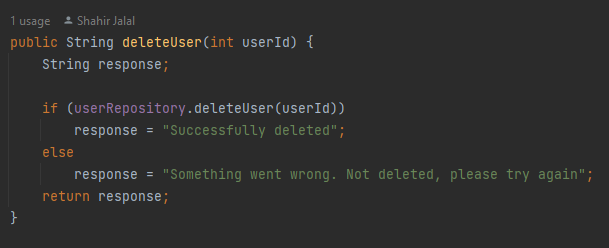 1 usage Shahir Jalal
public String deleteUser(int userId) {
    String response;
    if (userRepository.deleteUser(userId))
        response = "Successfully deleted";
    else
        response = "Something went wrong. Not deleted, please try again";
    return response;
}